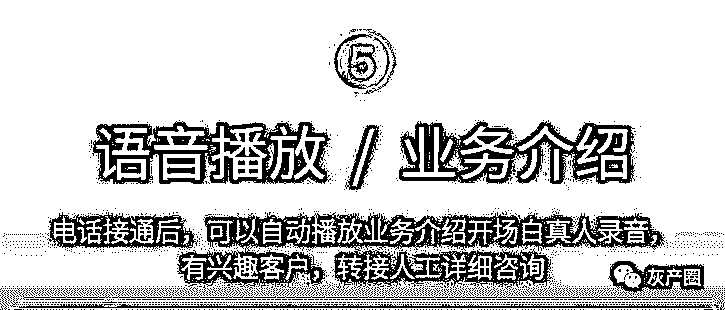 5
语音播放 / 业务介绍
电话接通后，可以自动播放业务介绍开场白真人录音，
有兴趣客户，转接人工详细咨询
灰产圈